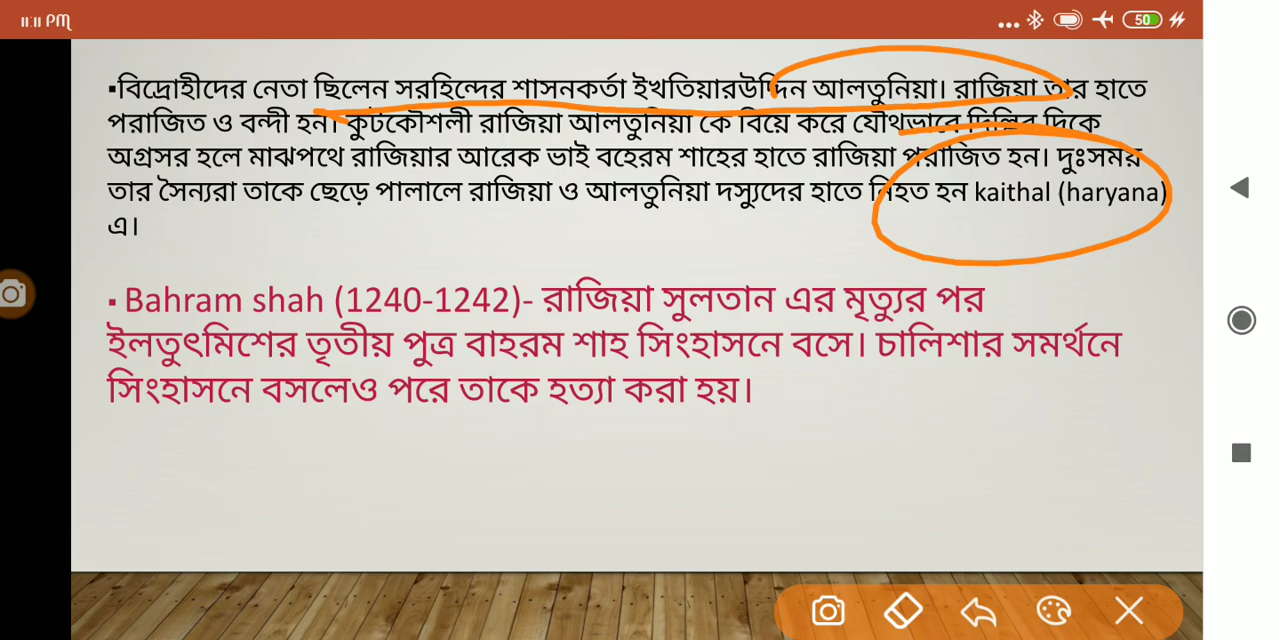 11:11 PM
50
▪বিদ্রোহীদের নেতা ছিলেন সরহিন্দের শাসনকর্তা ইখতিয়ারউদ্দিন আলতুনিয়া। রাজিয়া তার হাতে
পরাজিত ও বন্দী হন। কুটকৌশলী রাজিয়া আলতুনিয়া কে বিয়ে করে যৌথভাবে দিল্লির দিকে
অগ্রসর হলে মাঝপথে রাজিয়ার আরেক ভাই বহেরম শাহের হাতে রাজিয়া পরাজিত হন। দুঃসময়
তার সৈন্যরা তাকে ছেড়ে পালালে রাজিয়া ও আলতুনিয়া দস্যুদের হাতে নিহত হন kaithal (haryana)
এ।
▪ Bahram shah (1240-1242)- রাজিয়া সুলতান এর মৃত্যুর পর
ইলতুৎমিশের তৃতীয় পুত্র বাহরম শাহ সিংহাসনে বসে। চালিশার সমর্থনে
সিংহাসনে বসলেও পরে তাকে হত্যা করা হয়।